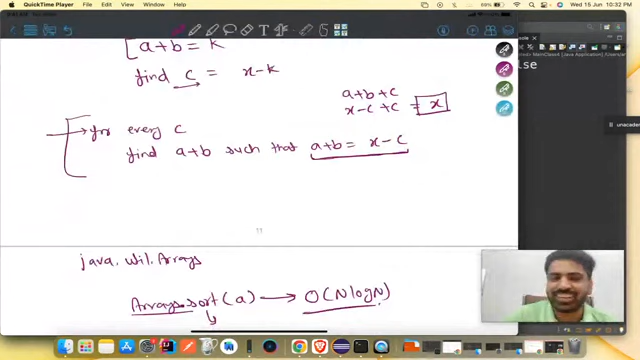 QuickTime Player File Edit View Window Help
Wed 15 Jun 10:32 PM
[a+b = k
find c = x-k
a+b+c
x-c+c = x
for every c
find a+b such that a+b = x-c
java.util.Arrays
Arrays.sort(a) → O(NlogN)